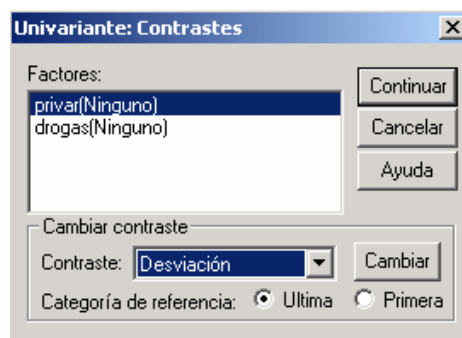 Univariante: Contrastes
Factores:
privar(Ninguno)
drogas(Ninguno)
Continuar
Cancelar
Ayuda
Cambiar contraste
Contraste: Desviación Cambiar
Categoría de referencia: Ultima Primera